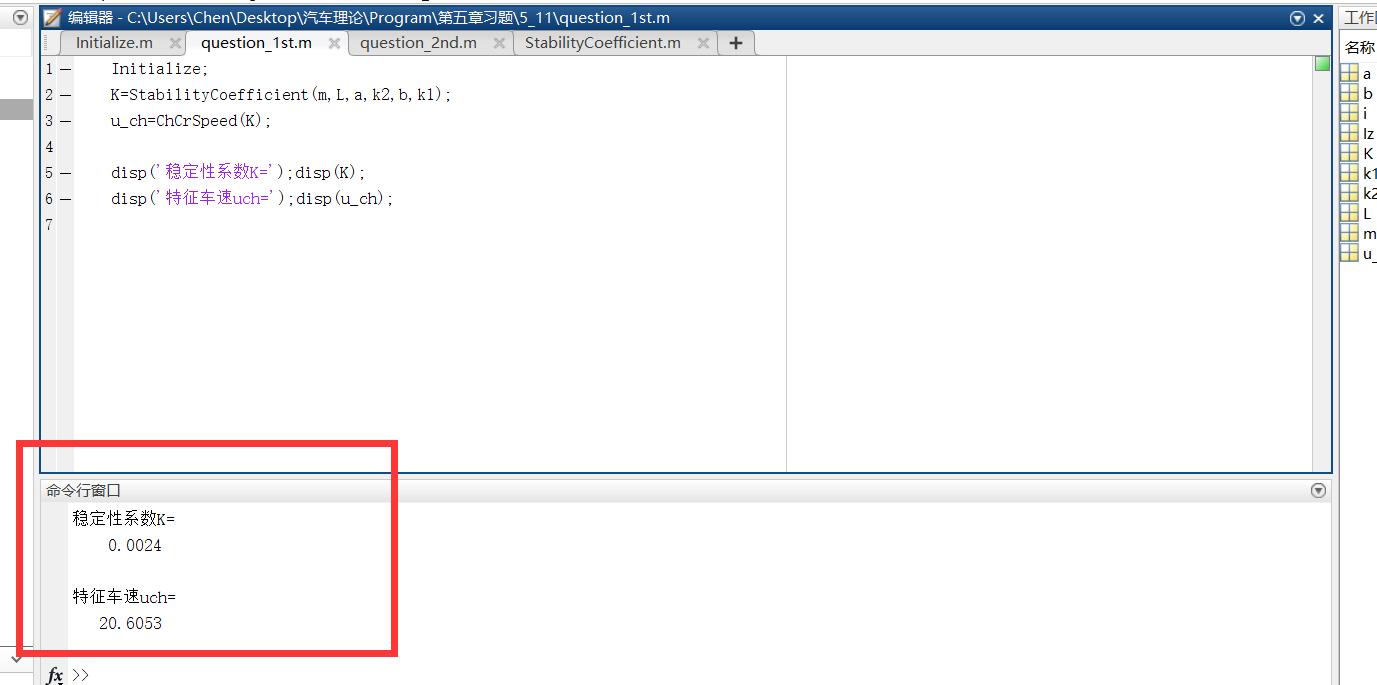 编辑器 - C:\Users\Chen\Desktop\汽车理论\Program\第五章习题\5_11\question_1st.m
Initialize.m
question_1st.m
question_2nd.m
StabilityCoefficient.m
+
1 —    Initialize;
2 —    K=StabilityCoefficient(m,L,a,k2,b,k1);
3 —    u_ch=ChCrSpeed(K);
4
5 —    disp('稳定性系数K=');disp(K);
6 —    disp('特征车速uch=');disp(u_ch);
7
命令行窗口
稳定性系数K=
0.0024
特征车速uch=
20.6053
fx >>
工作
名称
a
b
i
Iz
K
k1
k2
L
m
u_